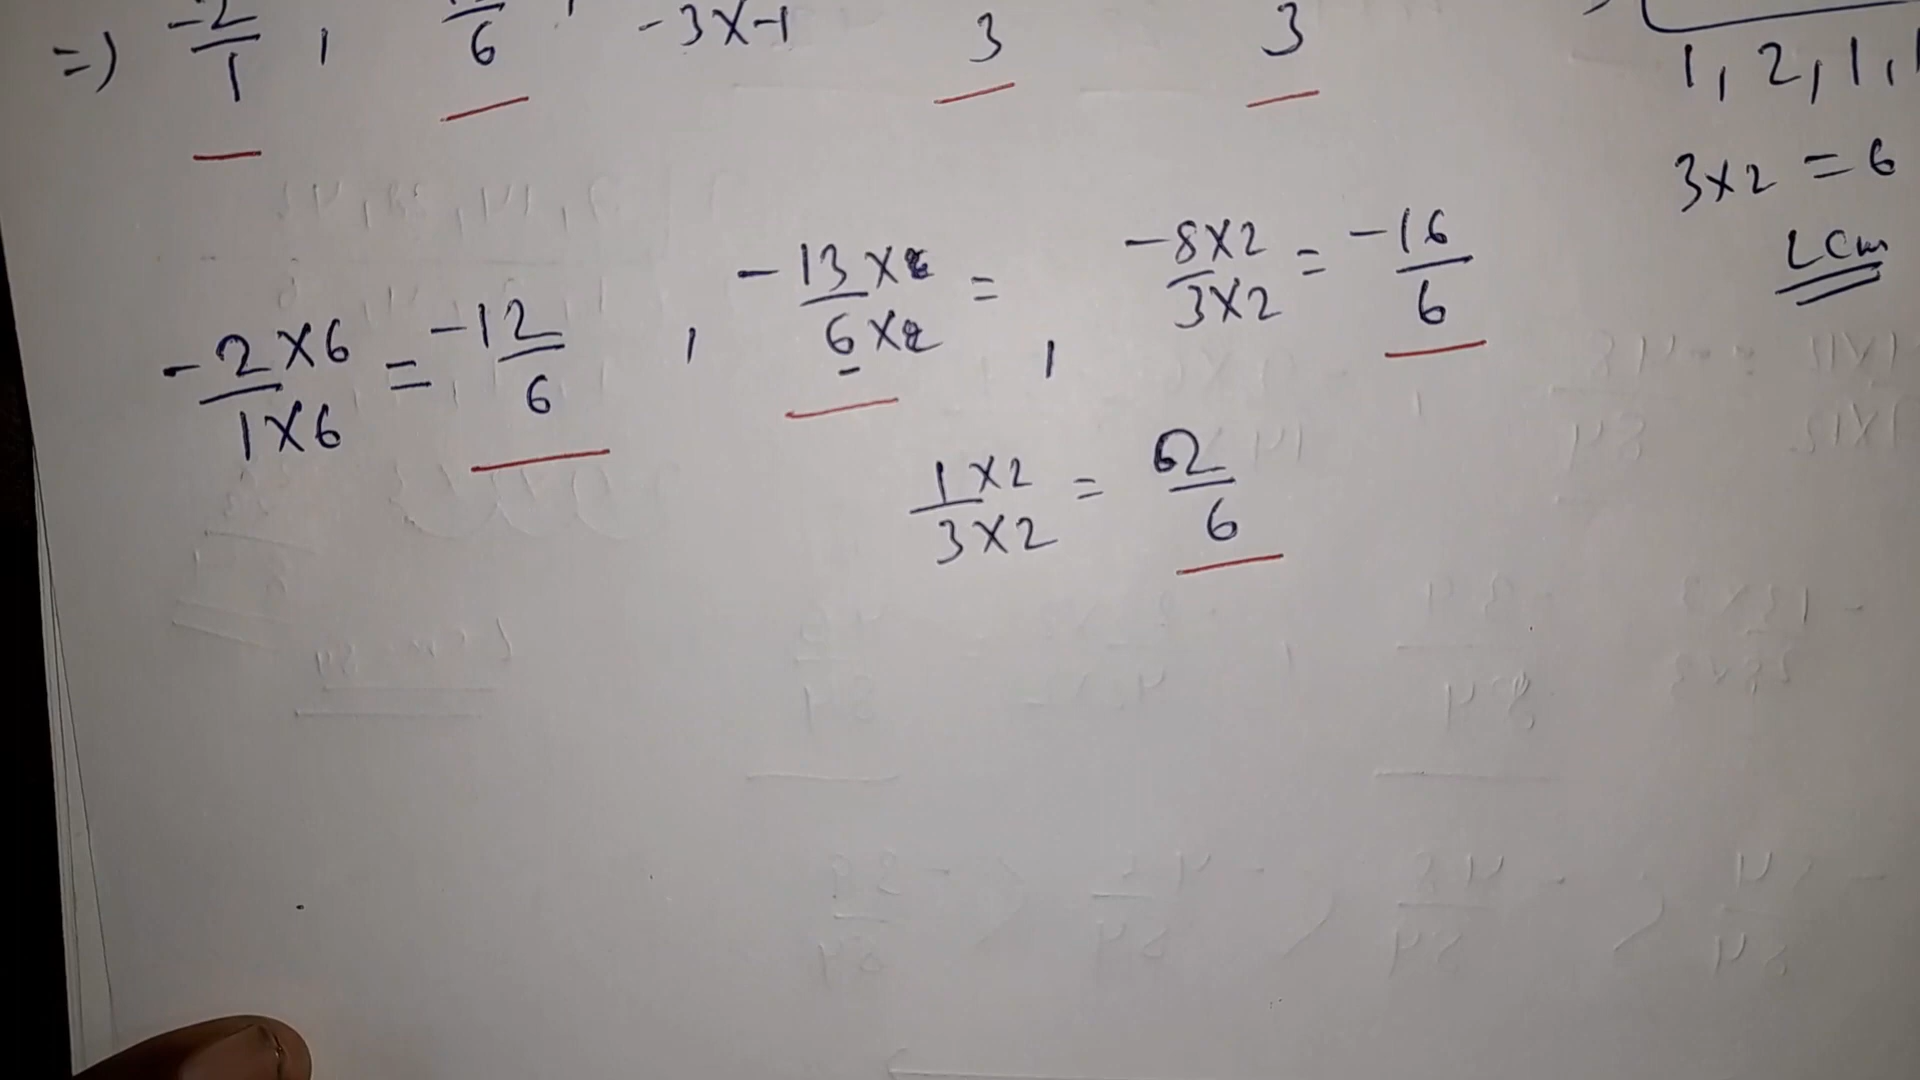 =) -2/1 , /6 , -3x-1 3 3
1, 2, 1, 1
3x2 = 6
LCM
-2x6/1x6 = -12/6 , -13x/6x = , -8x2/3x2 = -16/6
1x2/3x2 = 2/6